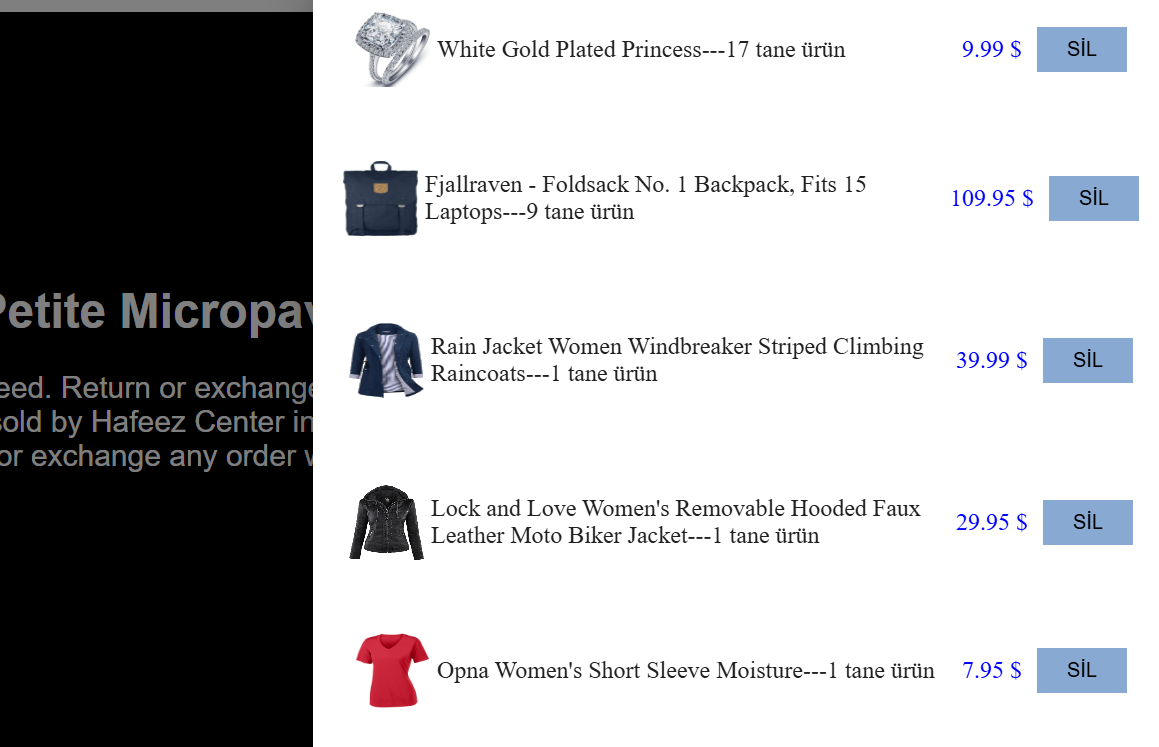 White Gold Plated Princess---17 tane ürün
9.99 $
SİL
Fjallraven - Foldsack No. 1 Backpack, Fits 15
Laptops---9 tane ürün
109.95 $
SİL
Petite Micropav
eed. Return or exchange
sold by Hafeez Center in
or exchange any order
Rain Jacket Women Windbreaker Striped Climbing
Raincoats---1 tane ürün
39.99 $
SİL
Lock and Love Women's Removable Hooded Faux
Leather Moto Biker Jacket---1 tane ürün
29.95 $
SİL
Opna Women's Short Sleeve Moisture---1 tane ürün
7.95 $
SİL